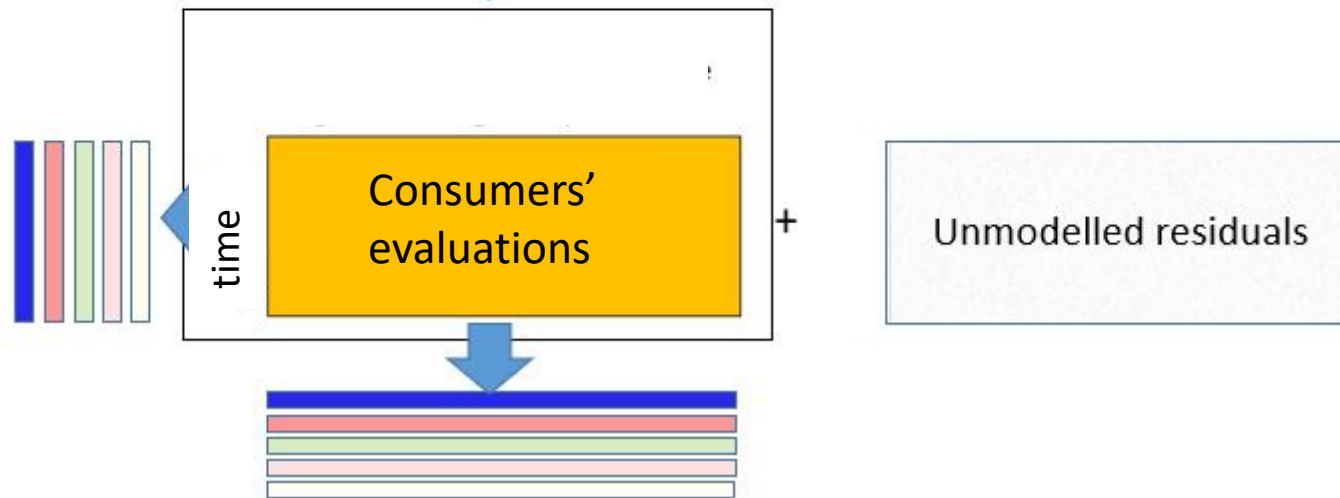 Consumers’
evaluations
time
+
Unmodelled residuals